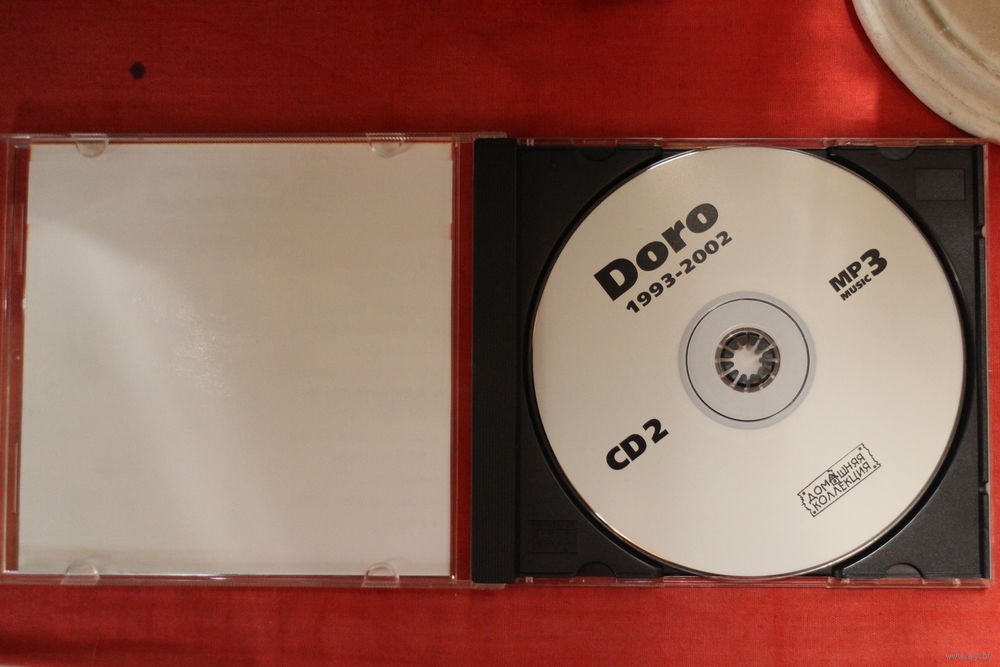 Doro
1993-2002
MP3
MUSIC
CD 2
ДОМАШНЯЯ
КОЛЛЕКЦИЯ